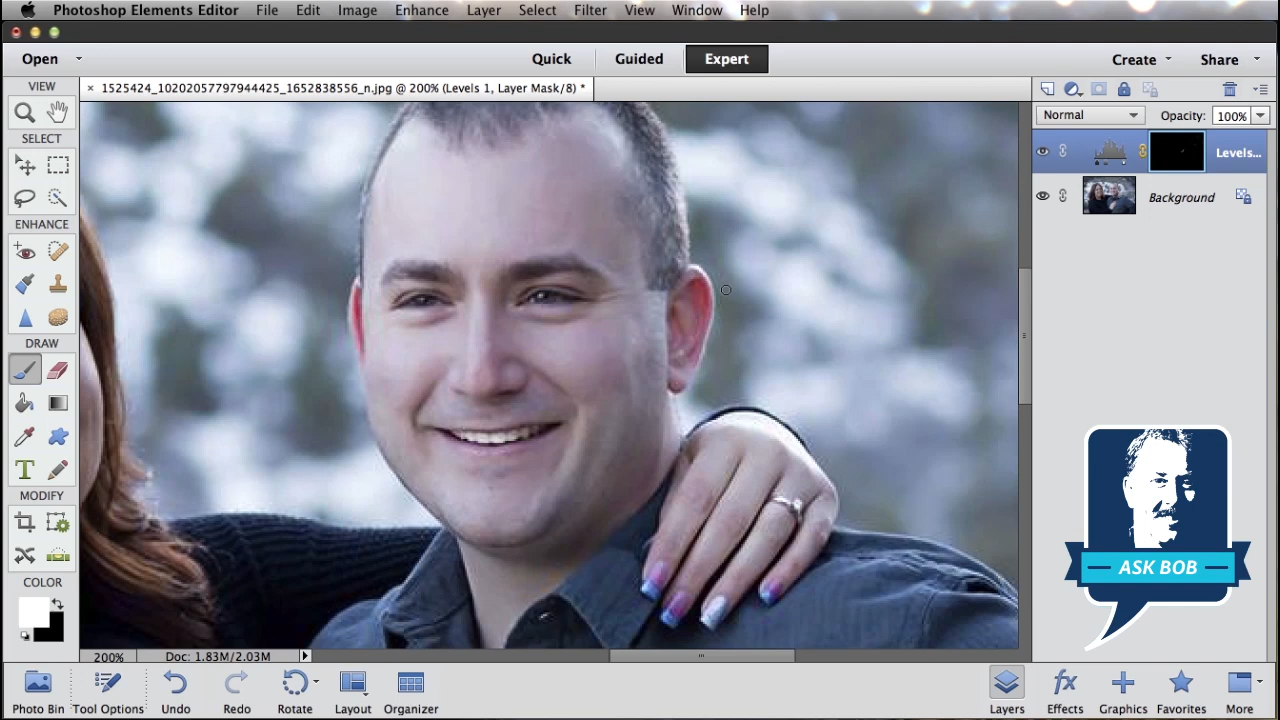 Photoshop Elements Editor File Edit Image Enhance Layer Select Filter View Window Help
Open Quick Guided Expert Create Share
VIEW × 1525424_10202057797944425_1652838556_n.jpg @ 200% (Levels 1, Layer Mask/8) *
Normal Opacity: 100%
SELECT
Levels...
Background
ENHANCE
DRAW
T
MODIFY
ASK BOB
COLOR
200% Doc: 1.83M/2.03M
Photo Bin Tool Options Undo Redo Rotate Layout Organizer Layers fx Effects Graphics Favorites More